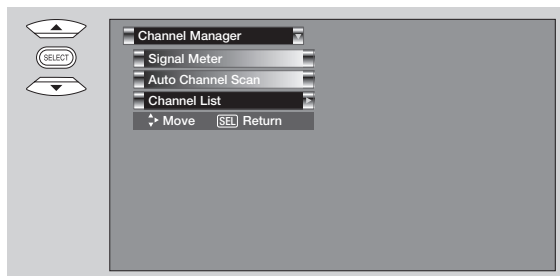 SELECT
Channel Manager
Signal Meter
Auto Channel Scan
Channel List
Move SEL Return